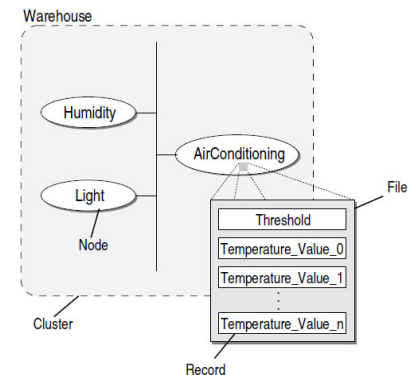 Warehouse
Humidity
AirConditioning
Light
File
Threshold
Node
Temperature_Value_0
Temperature_Value_1
Cluster
Temperature_Value_n
Record